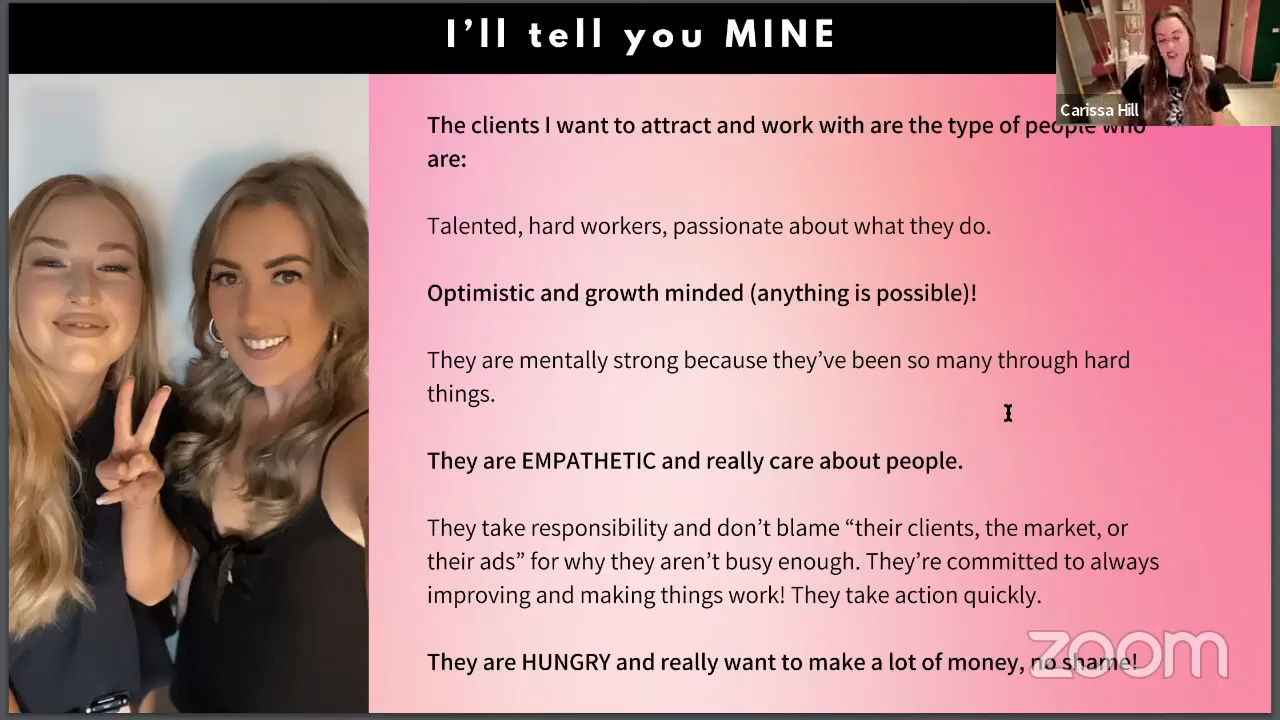 I’ll tell you MINE
Carissa Hill
The clients I want to attract and work with are the type of people who
are:
Talented, hard workers, passionate about what they do.
Optimistic and growth minded (anything is possible)!
They are mentally strong because they’ve been so many through hard
things.
They are EMPATHETIC and really care about people.
They take responsibility and don’t blame “their clients, the market, or
their ads” for why they aren’t busy enough. They’re committed to always
improving and making things work! They take action quickly.
They are HUNGRY and really want to make a lot of money, no shame!
zoom